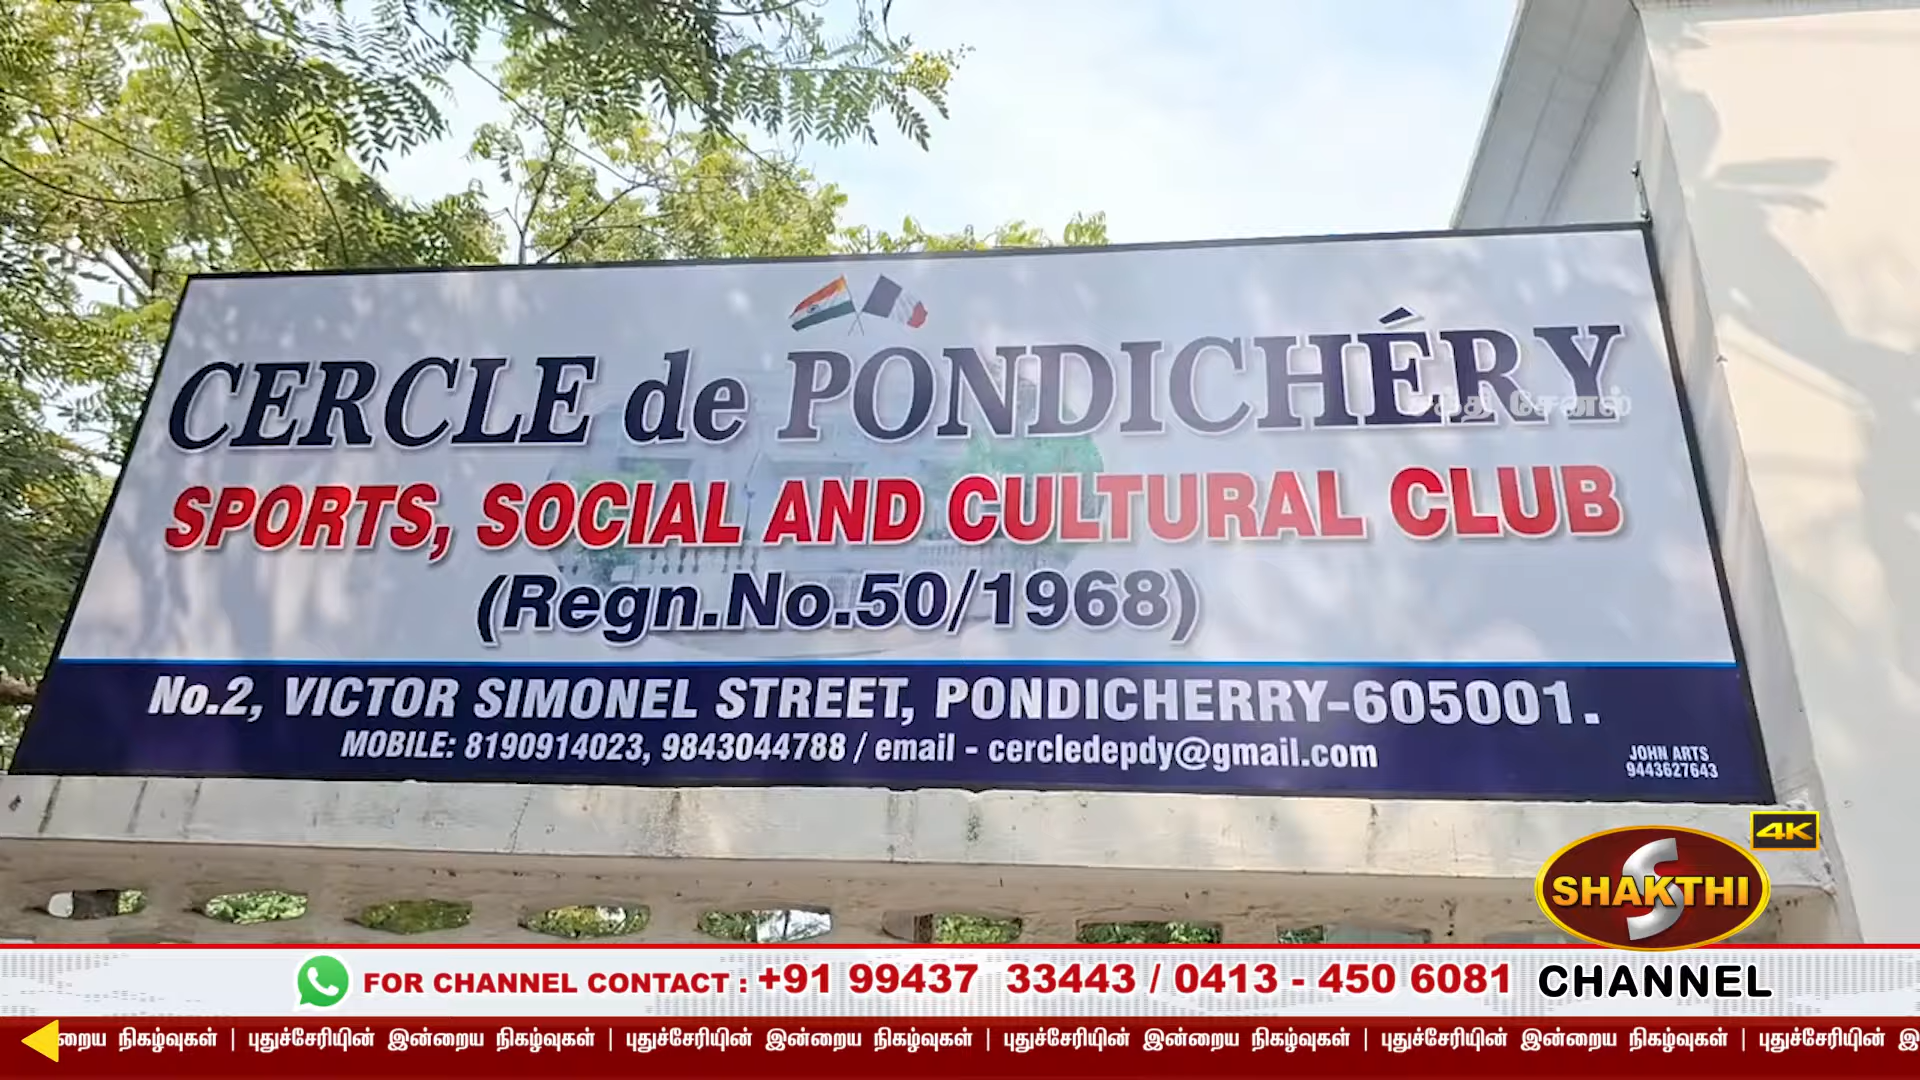 CERCLE de PONDICHÉRY
SPORTS, SOCIAL AND CULTURAL CLUB
(Regn.No.50/1968)
No.2, VICTOR SIMONEL STREET, PONDICHERRY-605001.
MOBILE: 8190914023, 9843044788 / email - cercledepdy@gmail.com
JOHN ARTS
9443627643
சேனல்
4K
SHAKTHI
CHANNEL
FOR CHANNEL CONTACT : +91 99437 33443 / 0413 - 450 6081
நிகழ்வுகள் | புதுச்சேரியின் இன்றைய நிகழ்வுகள் | புதுச்சேரியின் இன்றைய நிகழ்வுகள் | புதுச்சேரியின் இன்றைய நிகழ்வுகள் | புதுச்சேரியின் இன்றைய நிகழ்வுகள் | புதுச்சேரியின்